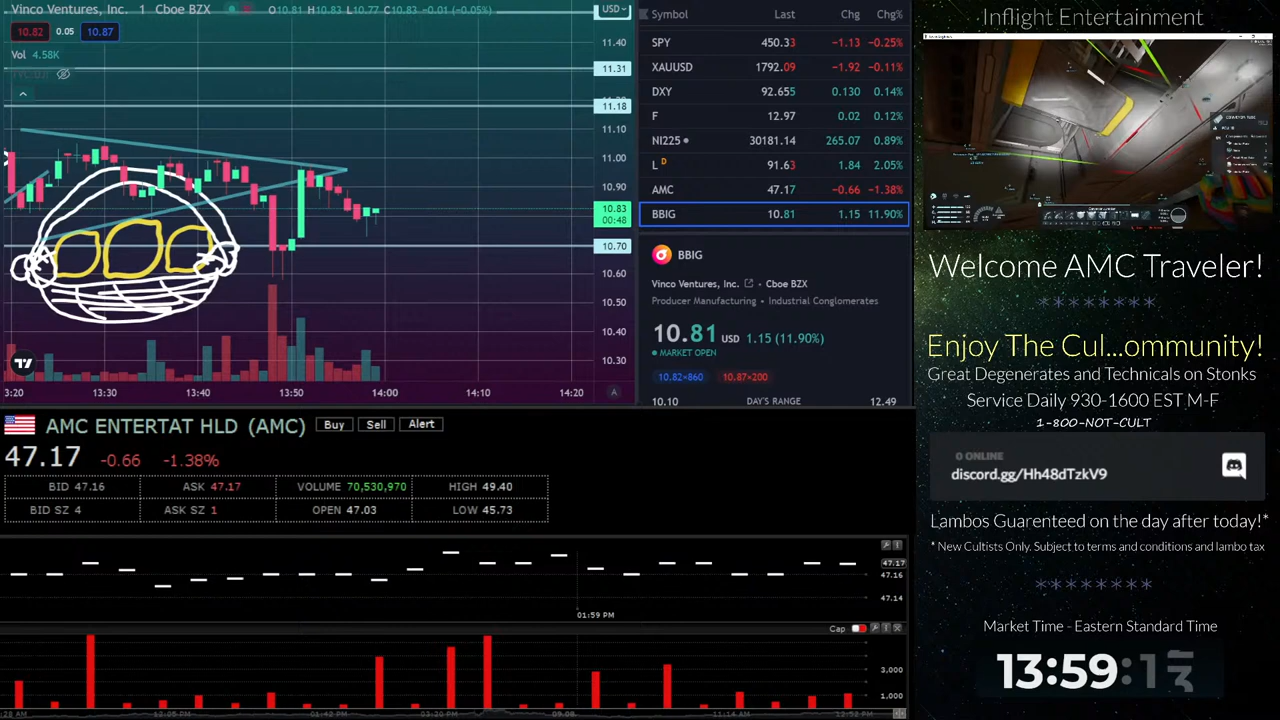 Vinco Ventures, Inc. 1 Cboe BZX O10.81 H10.83 L10.77 C10.83 -0.01 (-0.05%)
USD
10.82 0.05 10.87
Vol 4.58K
11.40
11.31
11.18
11.10
11.00
10.90
10.83
00:48
10.70
10.60
10.50
10.40
10.30
3:20 13:30 13:40 13:50 14:00 14:10 14:20 A
Symbol Last Chg Chg%
SPY 450.33 −1.13 −0.25%
XAUUSD 1792.09 −1.92 −0.11%
DXY 92.655 0.130 0.14%
F 12.97 0.02 0.12%
NI225 30181.14 265.07 0.89%
L D 91.63 1.84 2.05%
AMC 47.17 −0.66 −1.38%
BBIG 10.81 1.15 11.90%
BBIG
Vinco Ventures, Inc. • Cboe BZX
Producer Manufacturing • Industrial Conglomerates
10.81 USD 1.15 (11.90%)
MARKET OPEN
10.82×860 10.87×200
10.10 DAY'S RANGE 12.49
AMC ENTERTAT HLD (AMC) Buy Sell Alert
47.17 -0.66 -1.38%
BID 47.16 ASK 47.17 VOLUME 70,530,970 HIGH 49.40
BID SZ 4 ASK SZ 1 OPEN 47.03 LOW 45.73
47.17
47.16
47.14
01:59 PM
Cap
3,000
1,000
Inflight Entertainment
Welcome AMC Traveler!
********
Enjoy The Cul...ommunity!
Great Degenerates and Technicals on Stonks
Service Daily 930-1600 EST M-F
1-800-NOT-CULT
0 ONLINE
discord.gg/Hh48dTzkV9
Lambos Guarenteed on the day after today!*
* New Cultists Only. Subject to terms and conditions and lambo tax
********
Market Time - Eastern Standard Time
13:59:1